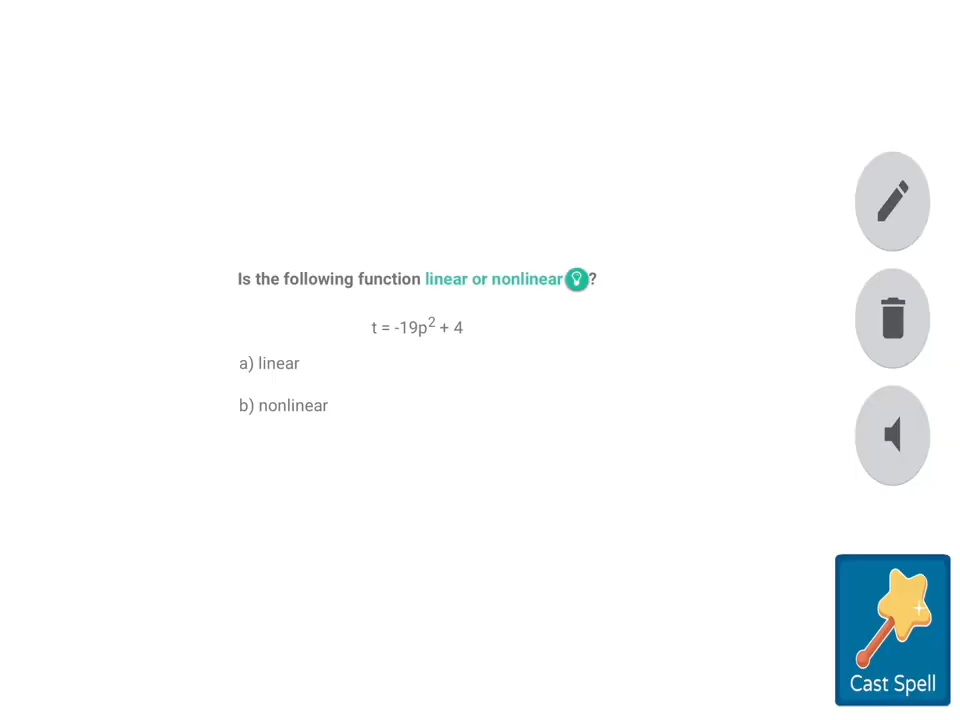 Is the following function linear or nonlinear?
t = -19p² + 4
a) linear
b) nonlinear
Cast Spell